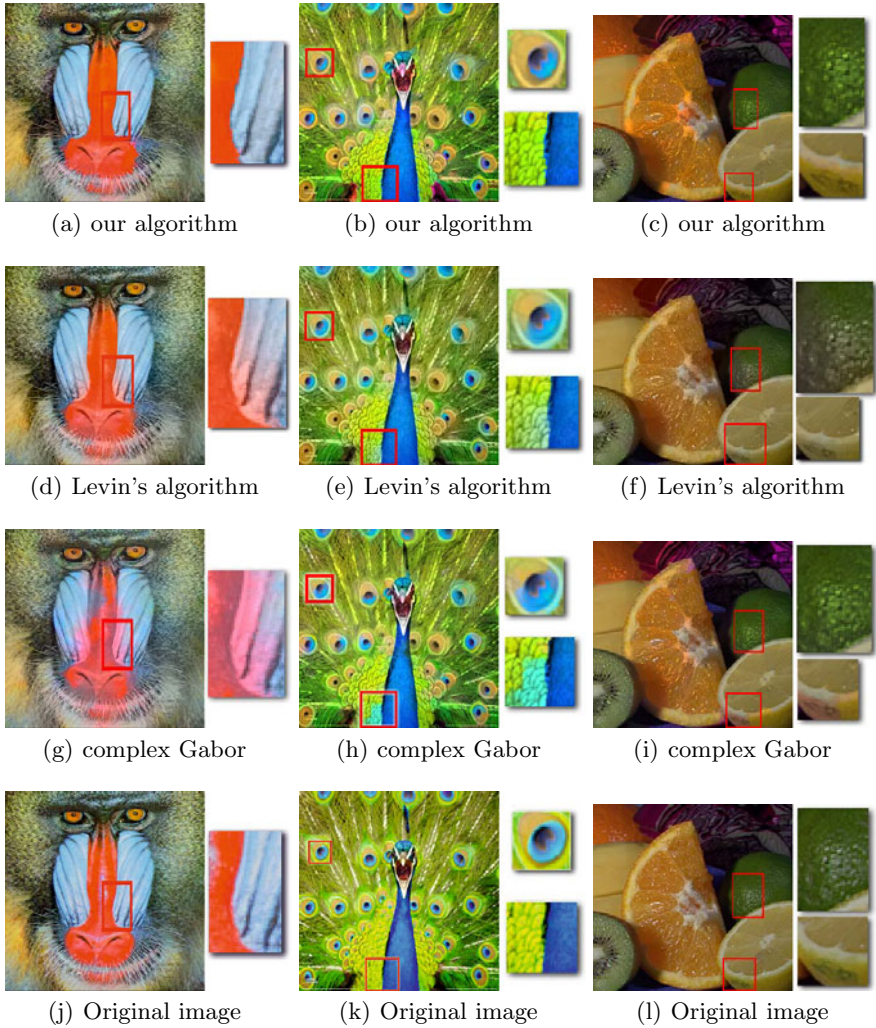 (a) our algorithm
(b) our algorithm
(c) our algorithm
(d) Levin's algorithm
(e) Levin's algorithm
(f) Levin's algorithm
(g) complex Gabor
(h) complex Gabor
(i) complex Gabor
(j) Original image
(k) Original image
(l) Original image